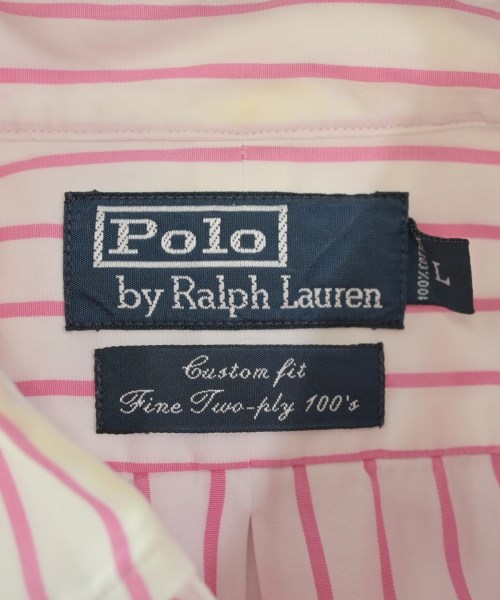 Polo
by Ralph Lauren
L
Custom fit
Fine Two-ply 100's